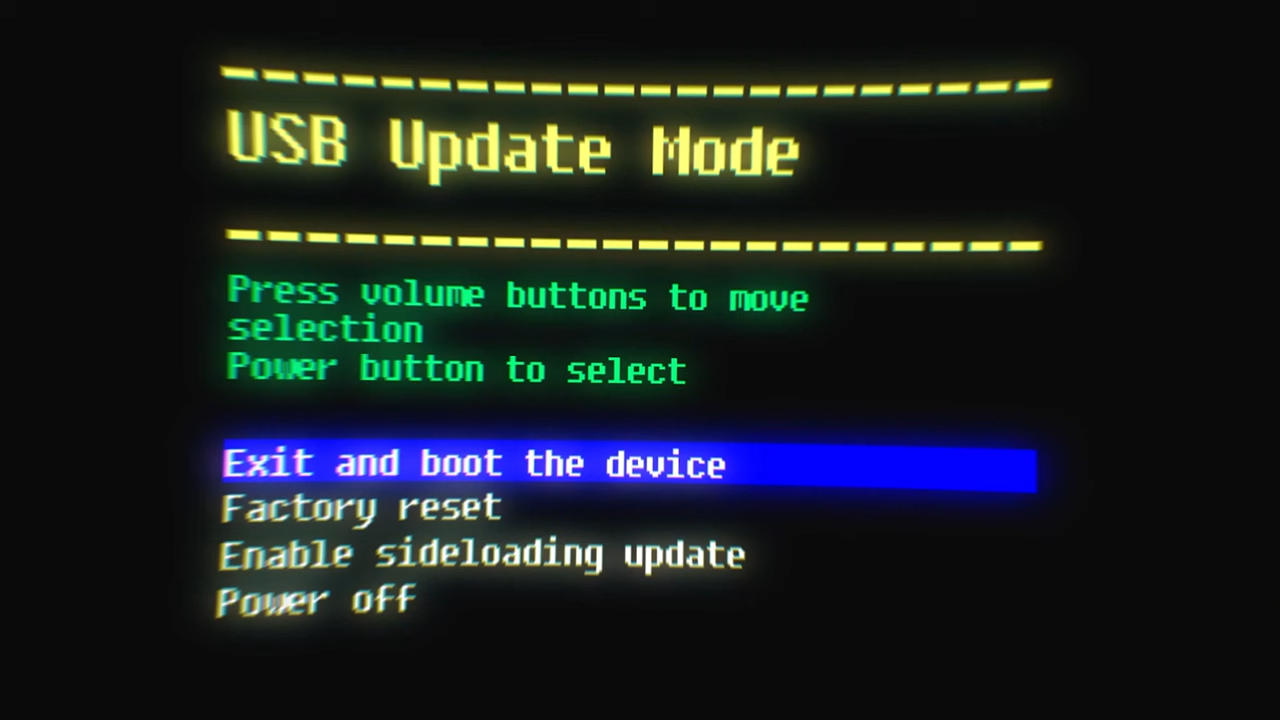 USB Update Mode
Press volume buttons to move
selection
Power button to select
Exit and boot the device
Factory reset
Enable sideloading update
Power off